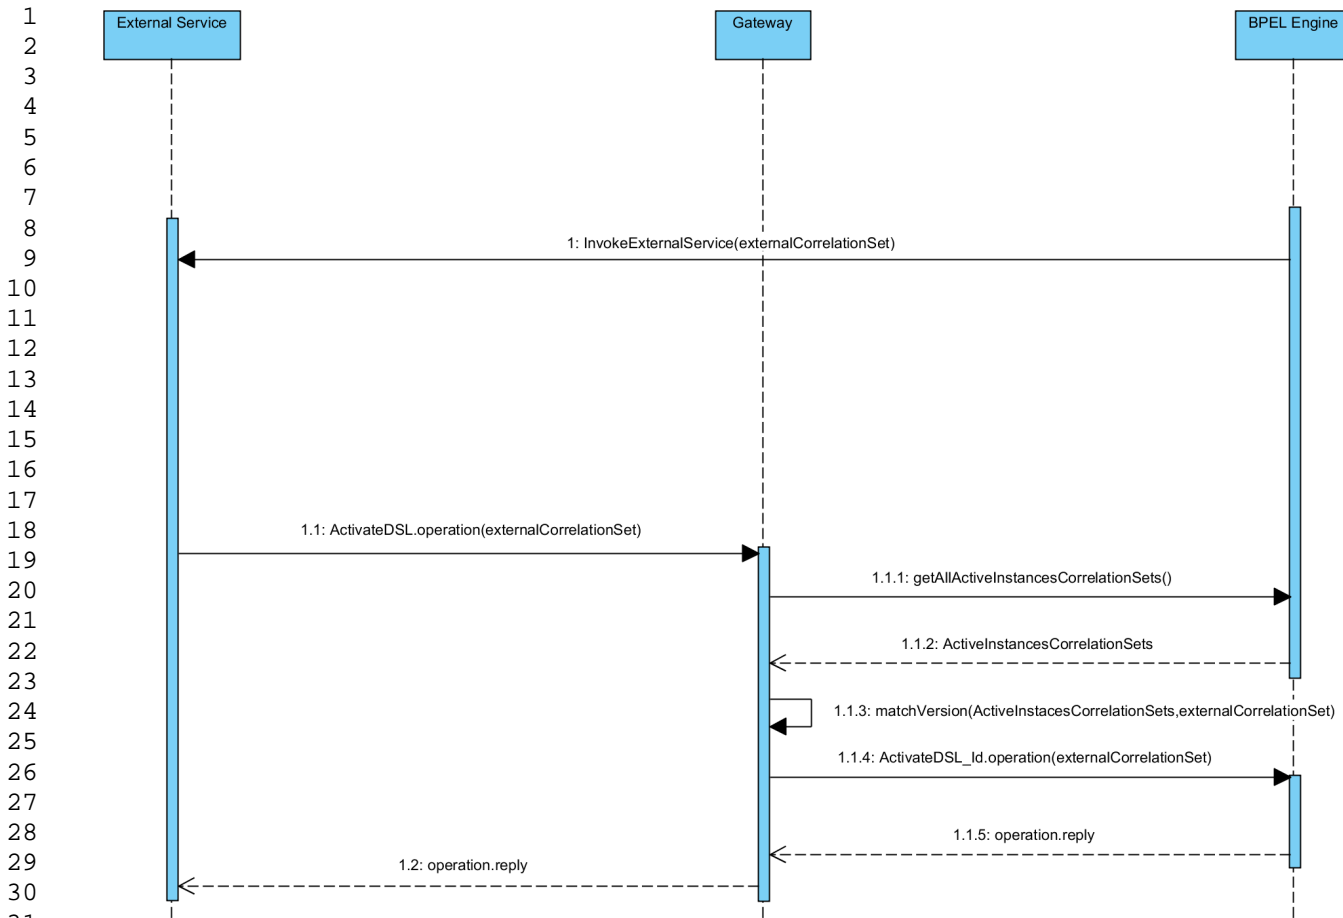 1
External Service
Gateway
BPEL Engine
2
3
4
5
6
7
8
1: InvokeExternalService(externalCorrelationSet)
9
10
11
12
13
14
15
16
17
18
1.1: ActivateDSL.operation(externalCorrelationSet)
19
1.1.1: getAllActiveInstancesCorrelationSets()
20
21
22
1.1.2: ActiveInstancesCorrelationSets
23
24
1.1.3: matchVersion(ActiveInstacesCorrelationSets,externalCorrelationSet)
25
1.1.4: ActivateDSL_Id.operation(externalCorrelationSet)
26
27
28
1.1.5: operation.reply
29
1.2: operation.reply
30